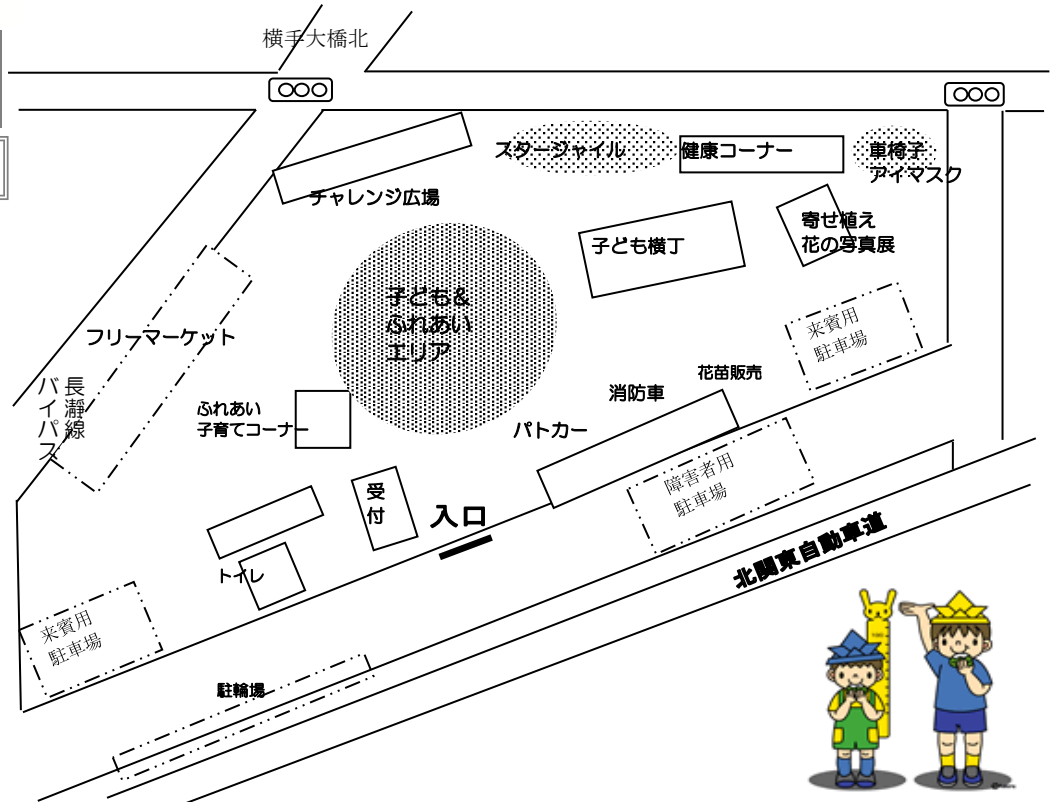 横手大橋北
スタージャイル
健康コーナー
車椅子
アイマスク
チャレンジ広場
寄せ植え
花の写真展
子ども横丁
子ども&
ふれあい
エリア
来賓用
駐車場
フリーマーケット
長瀞線
バイパス
花苗販売
消防車
ふれあい
子育てコーナー
パトカー
障害者用
駐車場
受
付
入口
北関東自動車道
トイレ
来賓用
駐車場
駐輪場